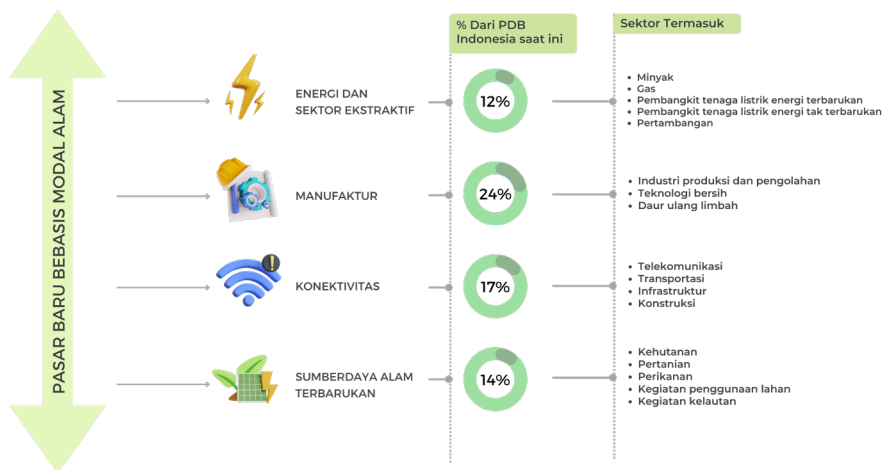 % Dari PDB
Indonesia saat ini
Sektor Termasuk
PASAR BARU BEBASIS MODAL ALAM
ENERGI DAN
SEKTOR EKSTRAKTIF
12%
• Minyak
• Gas
• Pembangkit tenaga listrik energi terbarukan
• Pembangkit tenaga listrik energi tak terbarukan
• Pertambangan
MANUFAKTUR
24%
• Industri produksi dan pengolahan
• Teknologi bersih
• Daur ulang limbah
KONEKTIVITAS
17%
• Telekomunikasi
• Transportasi
• Infrastruktur
• Konstruksi
SUMBERDAYA ALAM
TERBARUKAN
14%
• Kehutanan
• Pertanian
• Perikanan
• Kegiatan penggunaan lahan
• Kegiatan kelautan